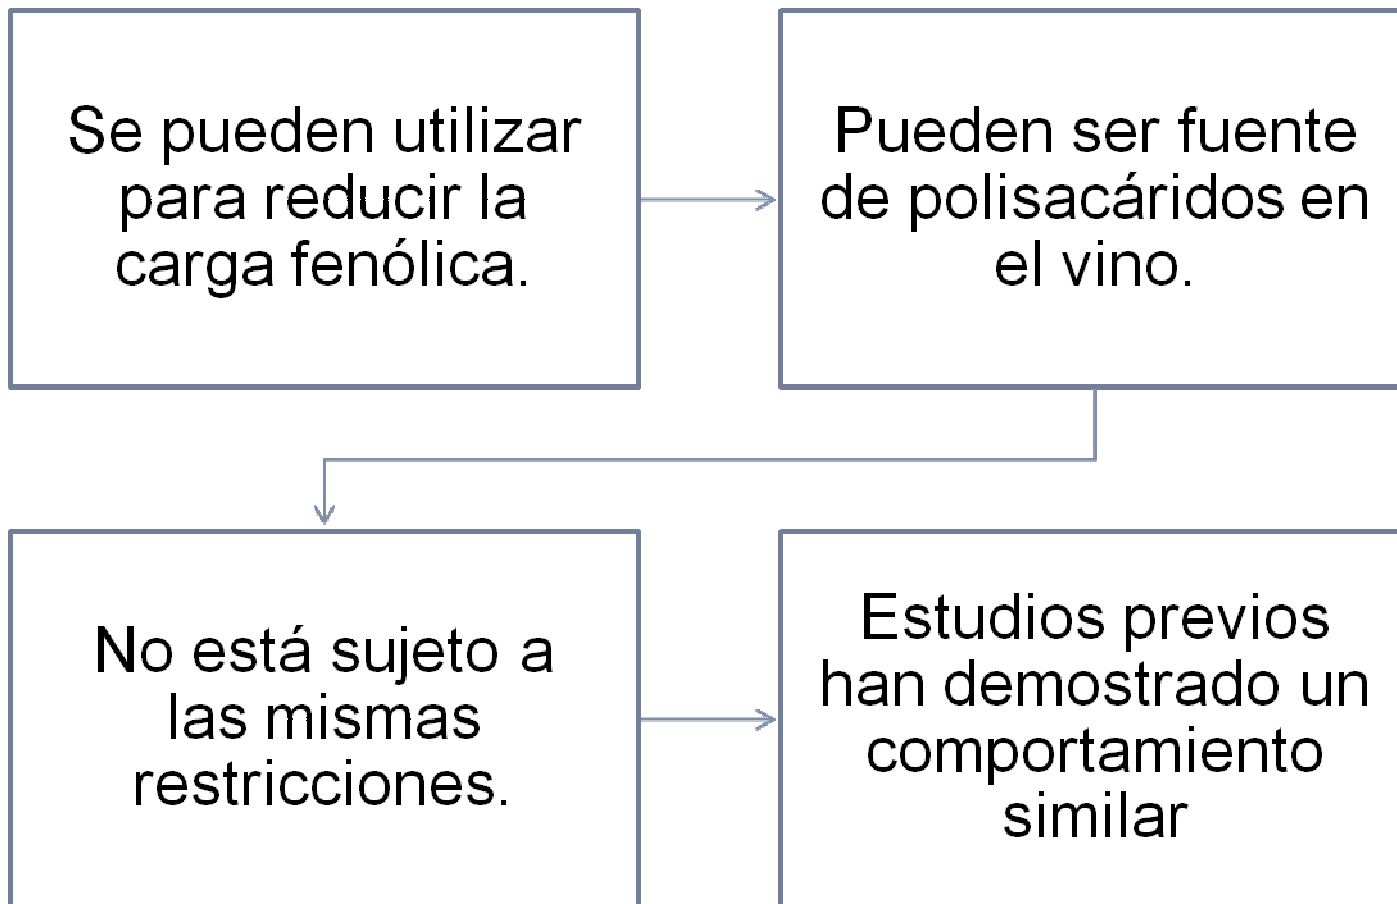 Se pueden utilizar
para reducir la
carga fenólica.
Pueden ser fuente
de polisacáridos en
el vino.
No está sujeto a
las mismas
restricciones.
Estudios previos
han demostrado un
comportamiento
similar